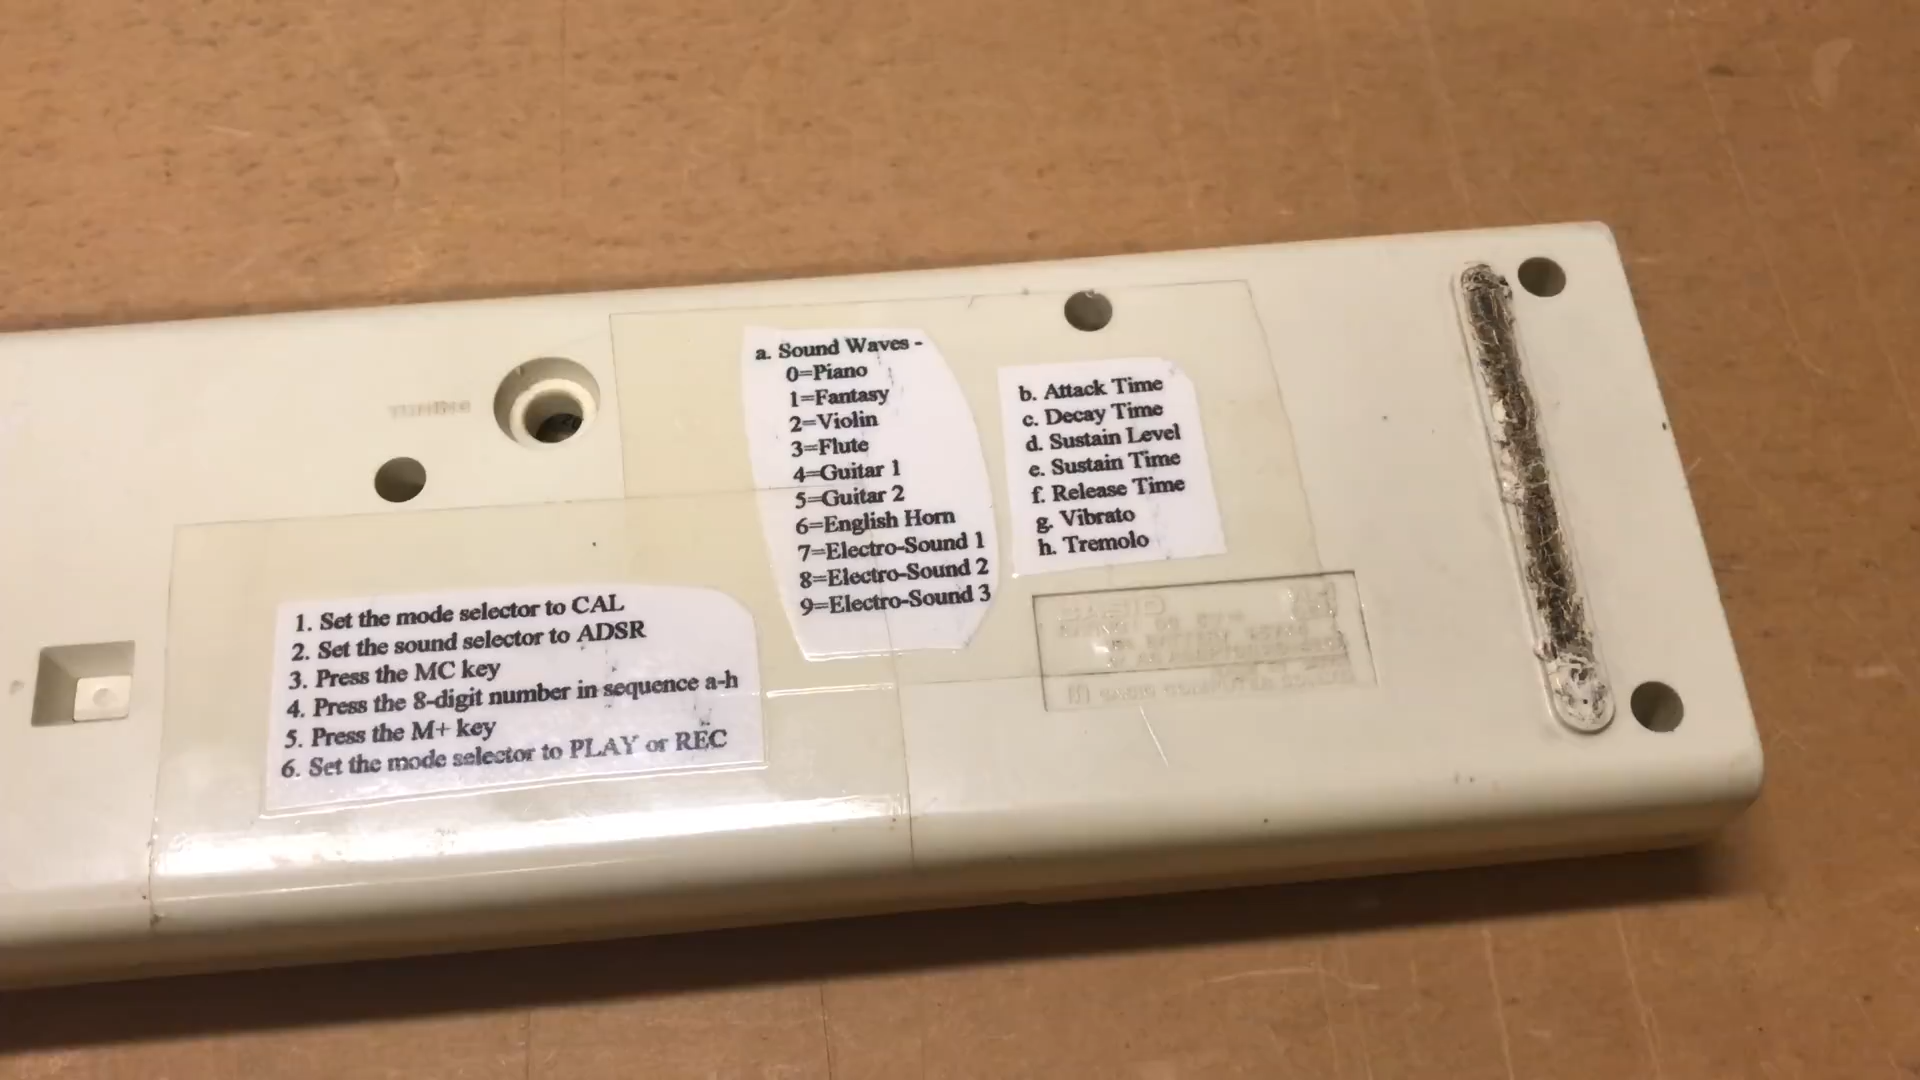 TUNING
a. Sound Waves -
0=Piano
1=Fantasy
2=Violin
3=Flute
4=Guitar 1
5=Guitar 2
6=English Horn
7=Electro-Sound 1
8=Electro-Sound 2
9=Electro-Sound 3
b. Attack Time
c. Decay Time
d. Sustain Level
e. Sustain Time
f. Release Time
g. Vibrato
h. Tremolo
1. Set the mode selector to CAL
2. Set the sound selector to ADSR
3. Press the MC key
4. Press the 8-digit number in sequence a-h
5. Press the M+ key
6. Set the mode selector to PLAY or REC